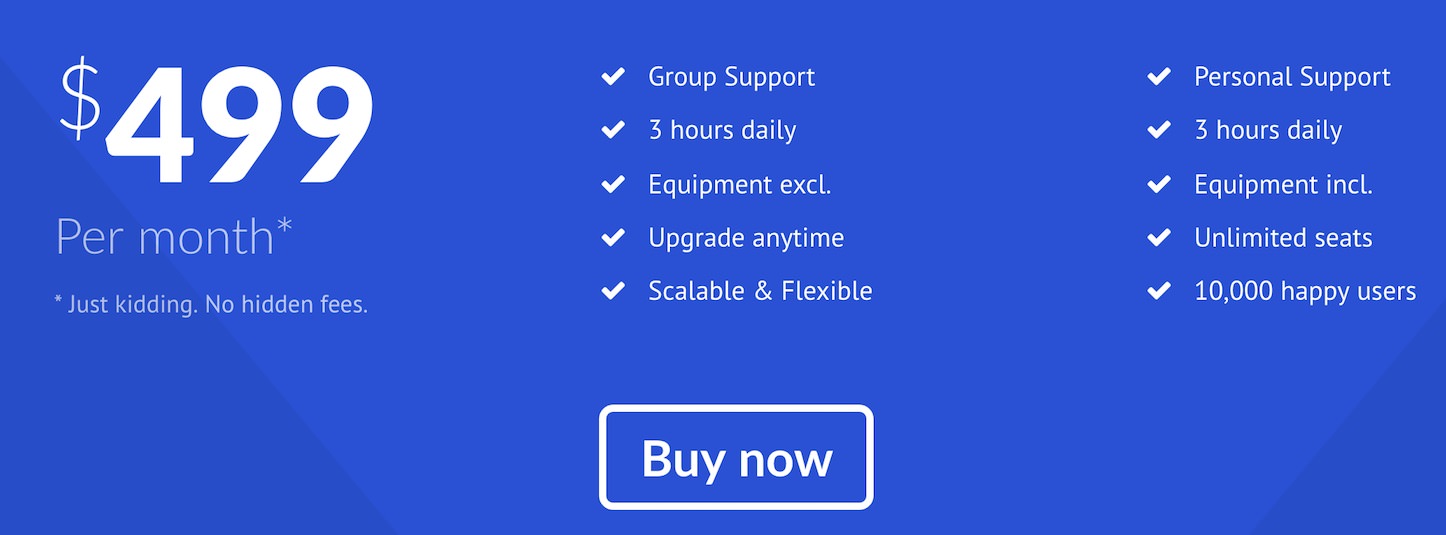 $499
Per month*
* Just kidding. No hidden fees.
Group Support
3 hours daily
Equipment excl.
Upgrade anytime
Scalable & Flexible
Personal Support
3 hours daily
Equipment incl.
Unlimited seats
10,000 happy users
Buy now